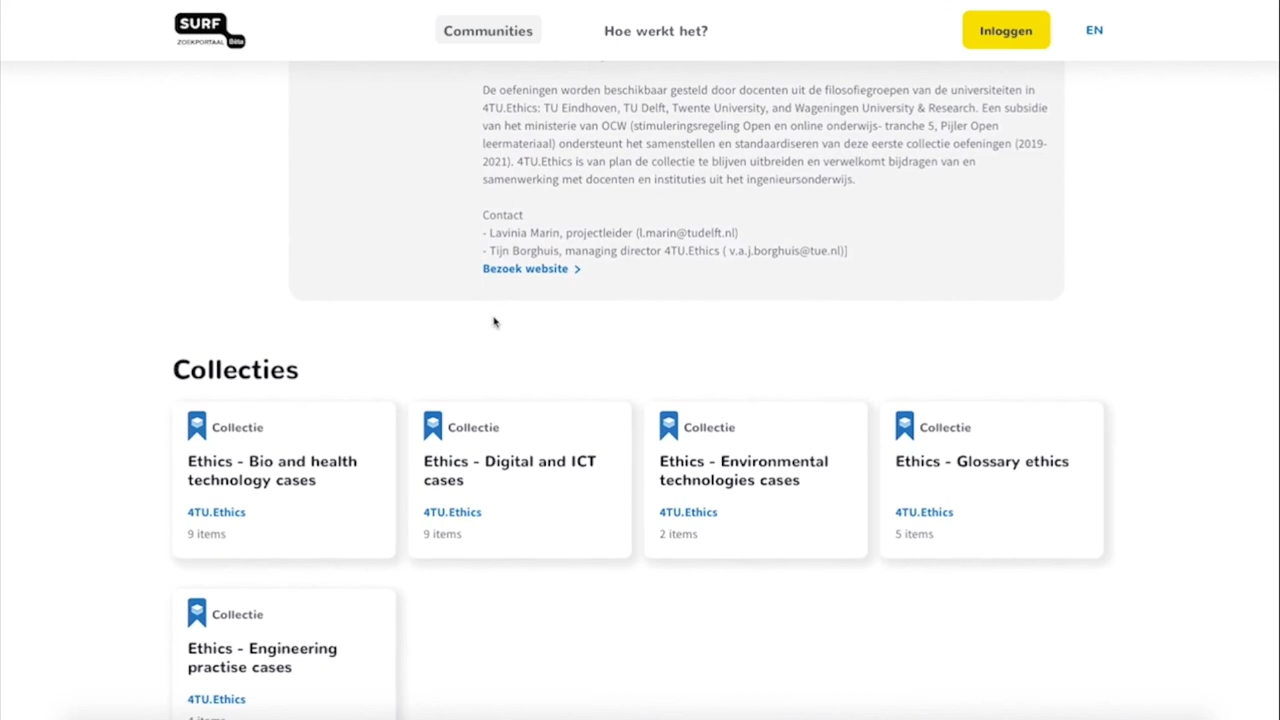 SURF
ZOEKPORTAAL Bèta
Communities
Hoe werkt het?
Inloggen
EN
De oefeningen worden beschikbaar gesteld door docenten uit de filosofiegroepen van de universiteiten in
4TU.Ethics: TU Eindhoven, TU Delft, Twente University, and Wageningen University & Research. Een subsidie
van het ministerie van OCW (stimuleringsregeling Open en online onderwijs- tranche 5, Pijler Open
leermateriaal) ondersteunt het samenstellen en standaardiseren van deze eerste collectie oefeningen (2019-
2021). 4TU.Ethics is van plan de collectie te blijven uitbreiden en verwelkomt bijdragen van en
samenwerking met docenten en instituties uit het ingenieursonderwijs.
Contact
- Lavinia Marin, projectleider (l.marin@tudelft.nl)
- Tijn Borghuis, managing director 4TU.Ethics ( v.a.j.borghuis@tue.nl)]
Bezoek website >
Collecties
Collectie
Ethics - Bio and health
technology cases
4TU.Ethics
9 items
Collectie
Ethics - Digital and ICT
cases
4TU.Ethics
9 items
Collectie
Ethics - Environmental
technologies cases
4TU.Ethics
2 items
Collectie
Ethics - Glossary ethics
4TU.Ethics
5 items
Collectie
Ethics - Engineering
practise cases
4TU.Ethics